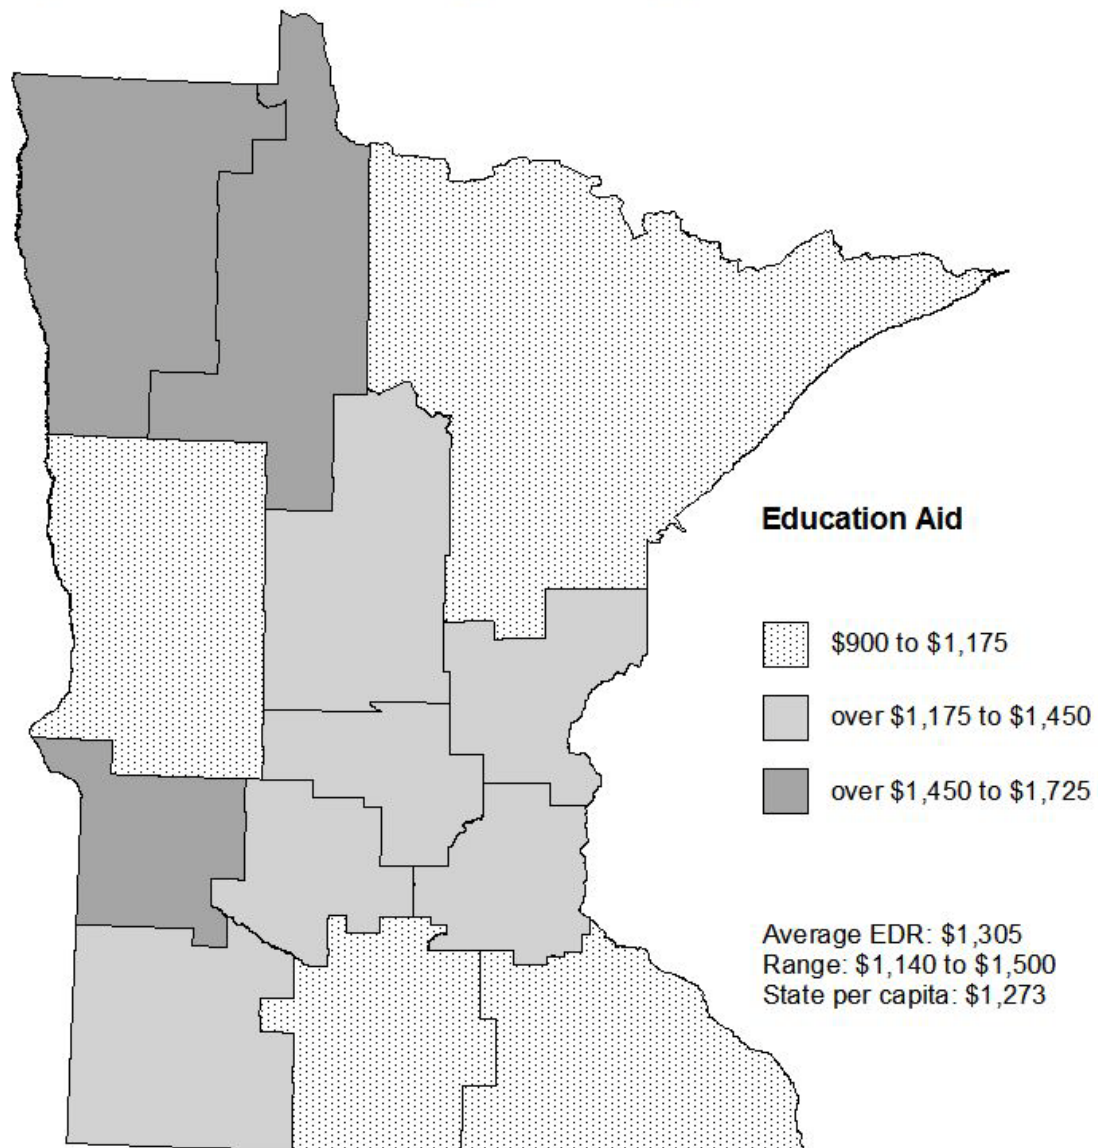 Education Aid
$900 to $1,175
over $1,175 to $1,450
over $1,450 to $1,725
Average EDR: $1,305
Range: $1,140 to $1,500
State per capita: $1,273